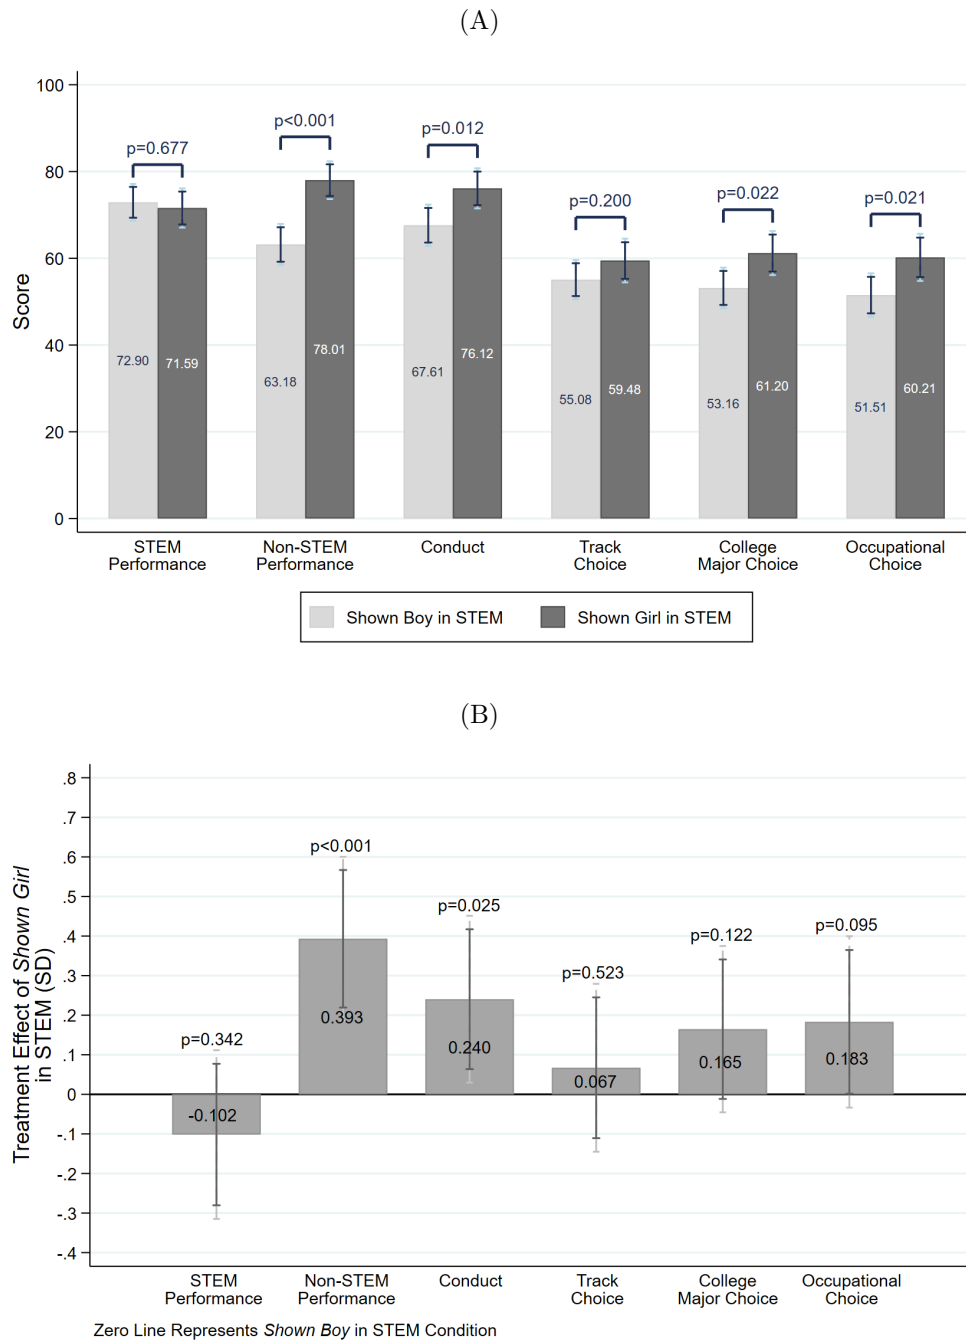 (A)
100
80
60
40
20
0
Score
p=0.677
p<0.001
p=0.012
p=0.200
p=0.022
p=0.021
72.90
71.59
63.18
78.01
67.61
76.12
55.08
59.48
53.16
61.20
51.51
60.21
STEM
Performance
Non-STEM
Performance
Conduct
Track
Choice
College
Major Choice
Occupational
Choice
Shown Boy in STEM
Shown Girl in STEM
(B)
.8
.7
.6
.5
.4
.3
.2
.1
0
-.1
-.2
-.3
-.4
Treatment Effect of Shown Girl
in STEM (SD)
p=0.342
p<0.001
p=0.025
p=0.523
p=0.122
p=0.095
-0.102
0.393
0.240
0.067
0.165
0.183
STEM
Performance
Non-STEM
Performance
Conduct
Track
Choice
College
Major Choice
Occupational
Choice
Zero Line Represents Shown Boy in STEM Condition